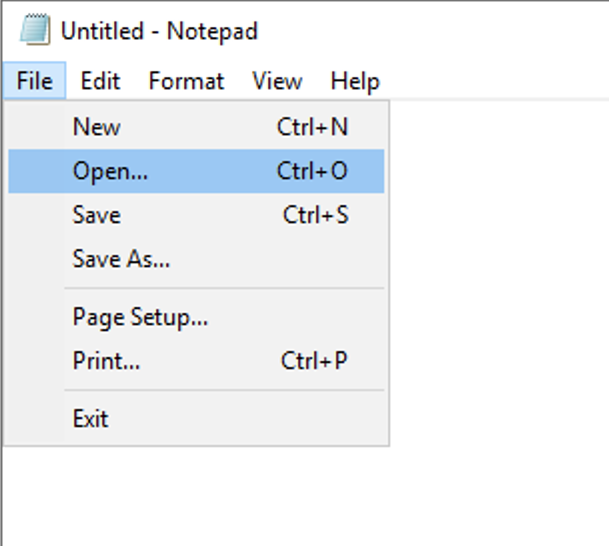 Untitled - Notepad
File Edit Format View Help
New Ctrl+N
Open... Ctrl+O
Save Ctrl+S
Save As...
Page Setup...
Print... Ctrl+P
Exit